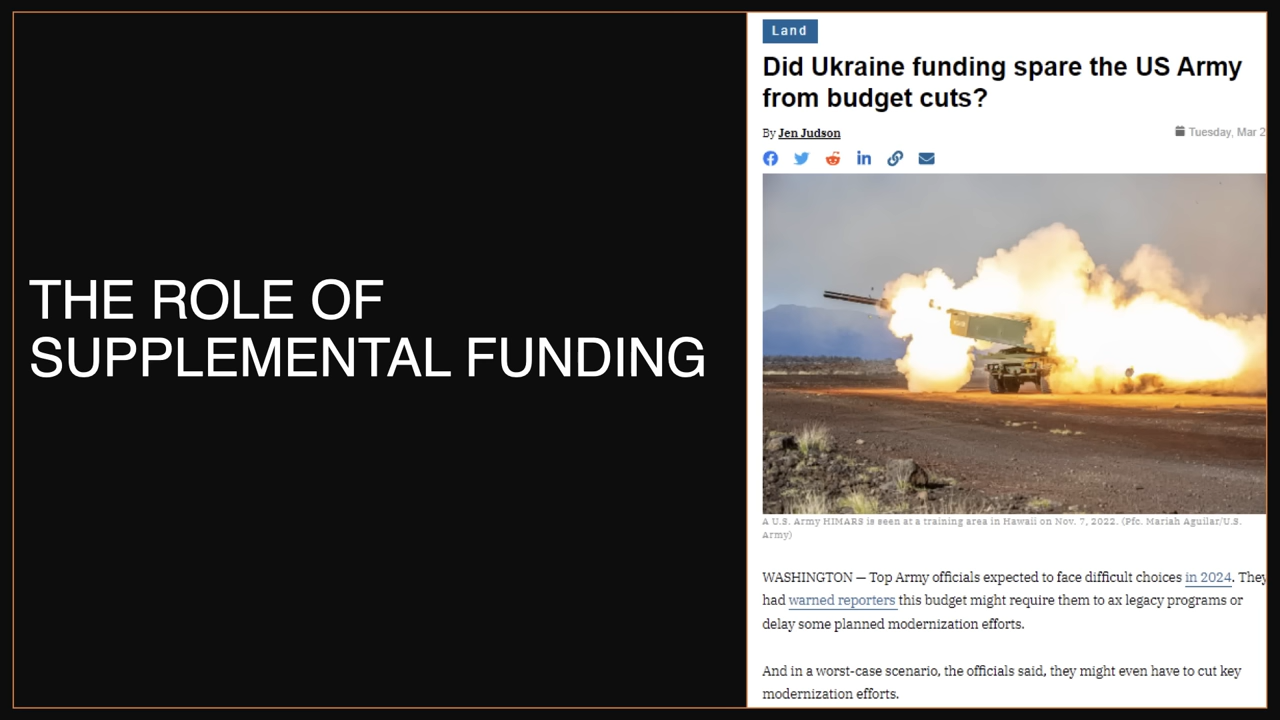 THE ROLE OF
SUPPLEMENTAL FUNDING
Land
Did Ukraine funding spare the US Army
from budget cuts?
By Jen Judson
Tuesday, Mar 2
A U.S. Army HIMARS is seen at a training area in Hawaii on Nov. 7, 2022. (Pfc. Mariah Aguilar/U.S.
Army)
WASHINGTON — Top Army officials expected to face difficult choices in 2024. They
had warned reporters this budget might require them to ax legacy programs or
delay some planned modernization efforts.
And in a worst-case scenario, the officials said, they might even have to cut key
modernization efforts.